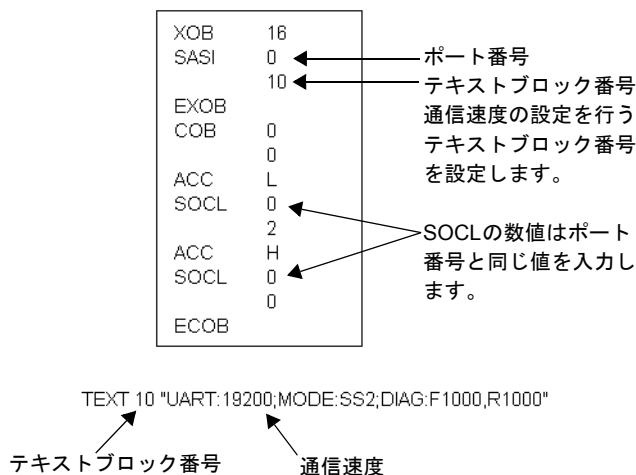 XOB 16
SASI 0
10
EXOB
COB 0
0
ACC L
SOCL 0
2
ACC H
SOCL 0
0
ECOB
ポート番号
テキストブロック番号
通信速度の設定を行う
テキストブロック番号
を設定します。
SOCLの数値はポート
番号と同じ値を入力し
ます。
TEXT 10 "UART:19200;MODE:SS2;DIAG:F1000,R1000"
テキストブロック番号
通信速度